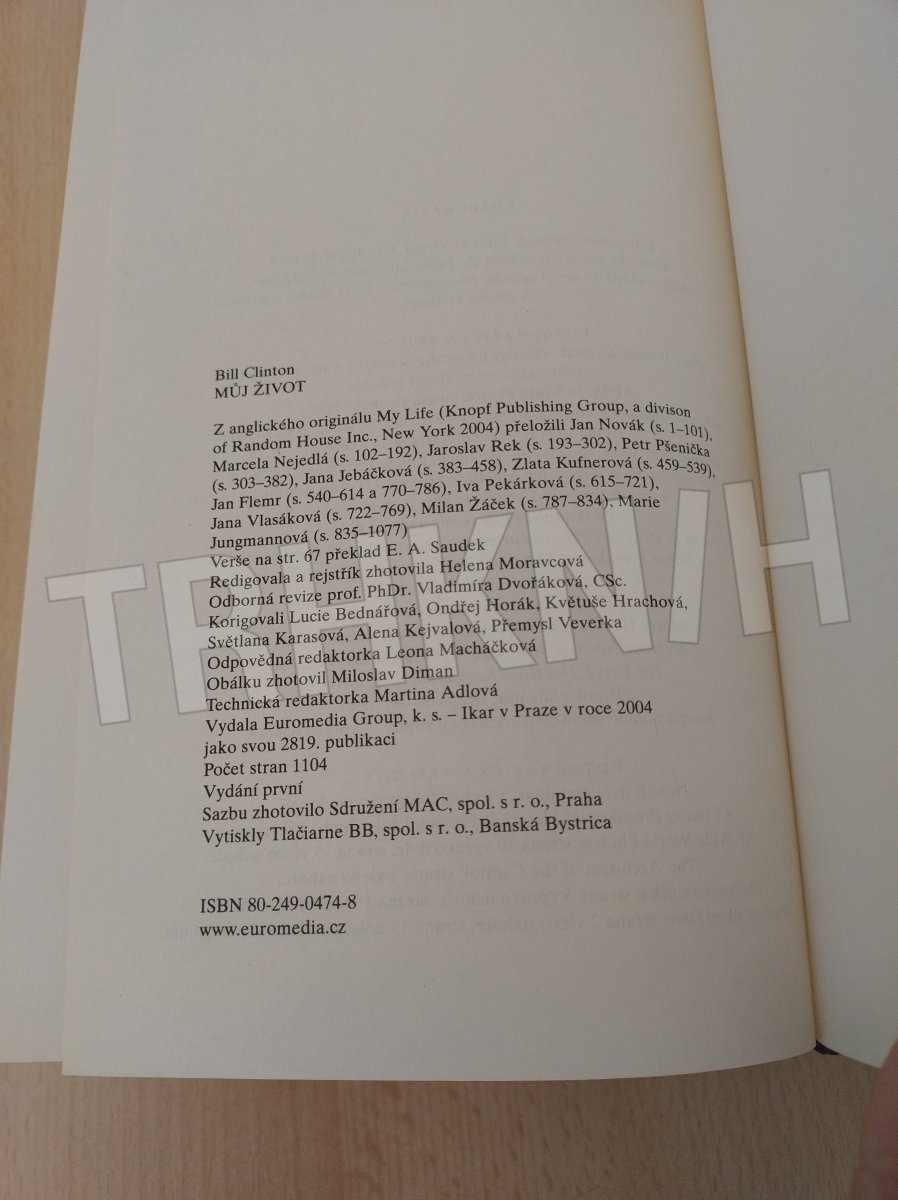 Bill Clinton
MŮJ ŽIVOT
Z anglického originálu My Life (Knopf Publishing Group, a divison
of Random House Inc., New York 2004) přeložili Jan Novák (s. 1–101),
Marcela Nejedlá (s. 102–192), Jaroslav Rek (s. 193–302), Petr Pšenička
(s. 303–382), Jana Jebáčková (s. 383–458), Zlata Kufnerová (s. 459–539),
Jan Flemr (s. 540–614 a 770–786), Iva Pekárková (s. 615–721),
Jana Vlasáková (s. 722–769), Milan Žáček (s. 787–834), Marie
Jungmannová (s. 835–1077)
Verše na str. 67 překlad E. A. Saudek
Redigovala a rejstřík zhotovila Helena Moravcová
Odborná revize prof. PhDr. Vladimíra Dvořáková, CSc.
Korigovali Lucie Bednářová, Ondřej Horák, Květuše Hrachová,
Světlana Karasová, Alena Kejvalová, Přemysl Veverka
Odpovědná redaktorka Leona Macháčková
Obálku zhotovil Miloslav Diman
Technická redaktorka Martina Adlová
Vydala Euromedia Group, k. s. – Ikar v Praze v roce 2004
jako svou 2819. publikaci
Počet stran 1104
Vydání první
Sazbu zhotovilo Sdružení MAC, spol. s r. o., Praha
Vytiskly Tlačiarne BB, spol. s r. o., Banská Bystrica
ISBN 80-249-0474-8
www.euromedia.cz
TRHKNIH